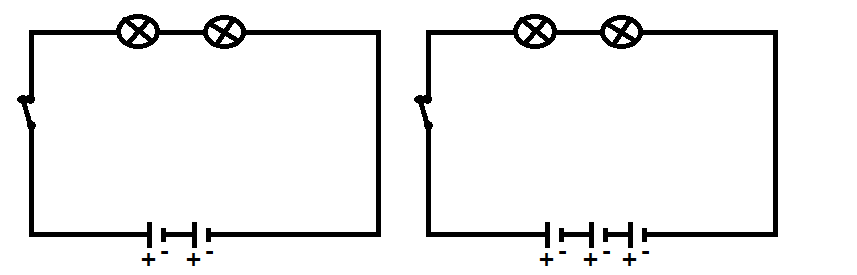 + - + - + - + - + -